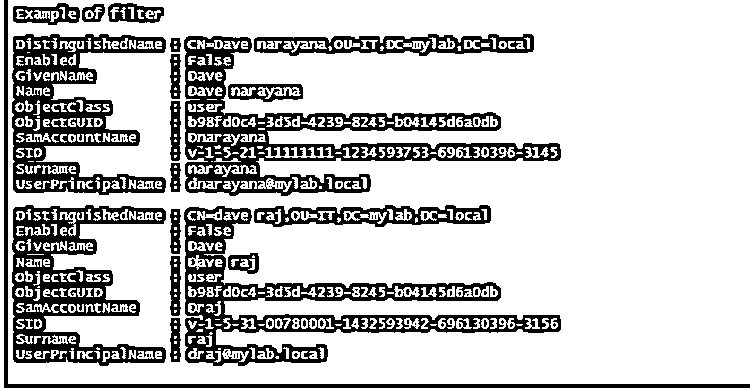 Example of filter
DistinguishedName : CN=Dave narayana,OU=IT,DC=mylab,DC=local
Enabled : False
GivenName : Dave
Name : Dave narayana
ObjectClass : user
ObjectGUID : b98fd0c4-3d5d-4239-8245-b04145d6a0db
SamAccountName : Dnarayana
SID : v-1-5-21-11111111-1234593753-696130396-3145
Surname : narayana
UserPrincipalName : dnarayana@mylab.local
DistinguishedName : CN=dave raj,OU=IT,DC=mylab,DC=local
Enabled : False
GivenName : Dave
Name : Dave raj
ObjectClass : user
ObjectGUID : b98fd0c4-3d5d-4239-8245-b04145d6a0db
SamAccountName : Draj
SID : v-1-5-31-00780001-1432593942-696130396-3156
Surname : raj
UserPrincipalName : draj@mylab.local